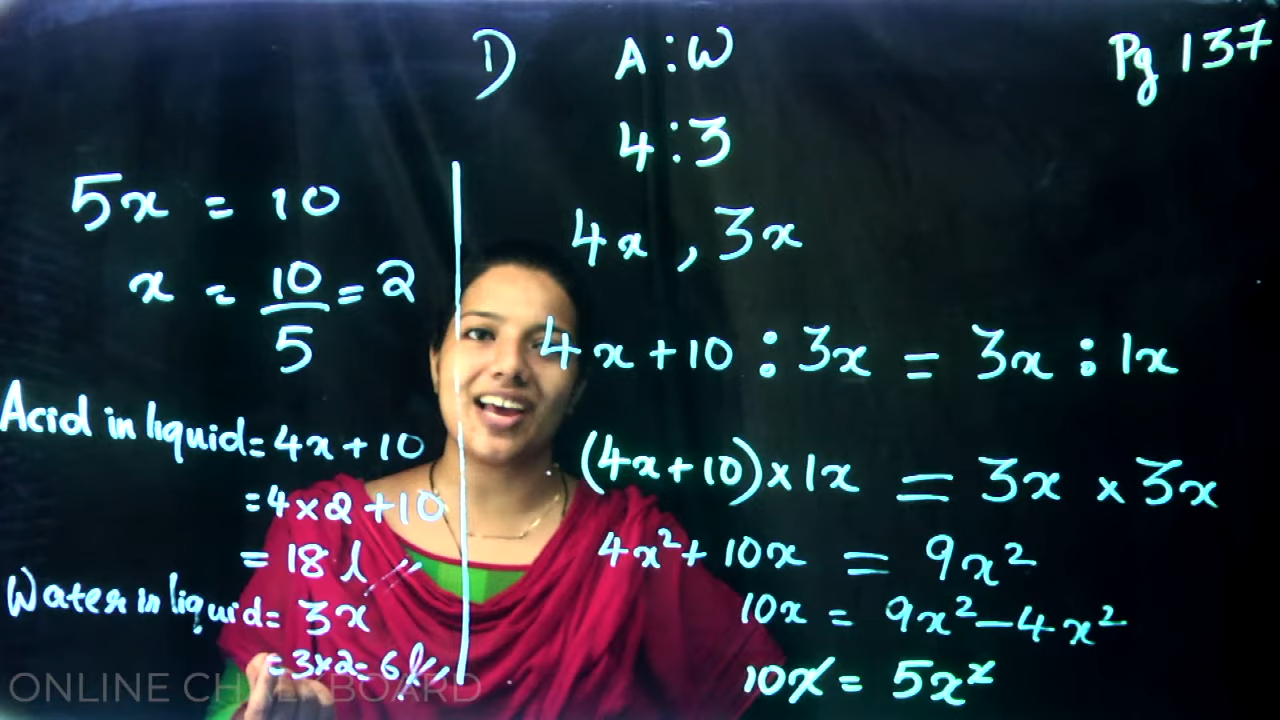 D A : W Pg 137
4 : 3
4x , 3x
4x + 10 : 3x = 3x : 1x
(4x+10) × 1x = 3x × 3x
4x² + 10x = 9x²
10x = 9x² - 4x²
10x = 5x²
5x = 10
x = 10/5 = 2
Acid in liquid = 4x + 10
= 4 × 2 + 10
= 18 l
Water in liquid = 3x
= 3×2 = 6 l
ONLINE CHALKBOARD